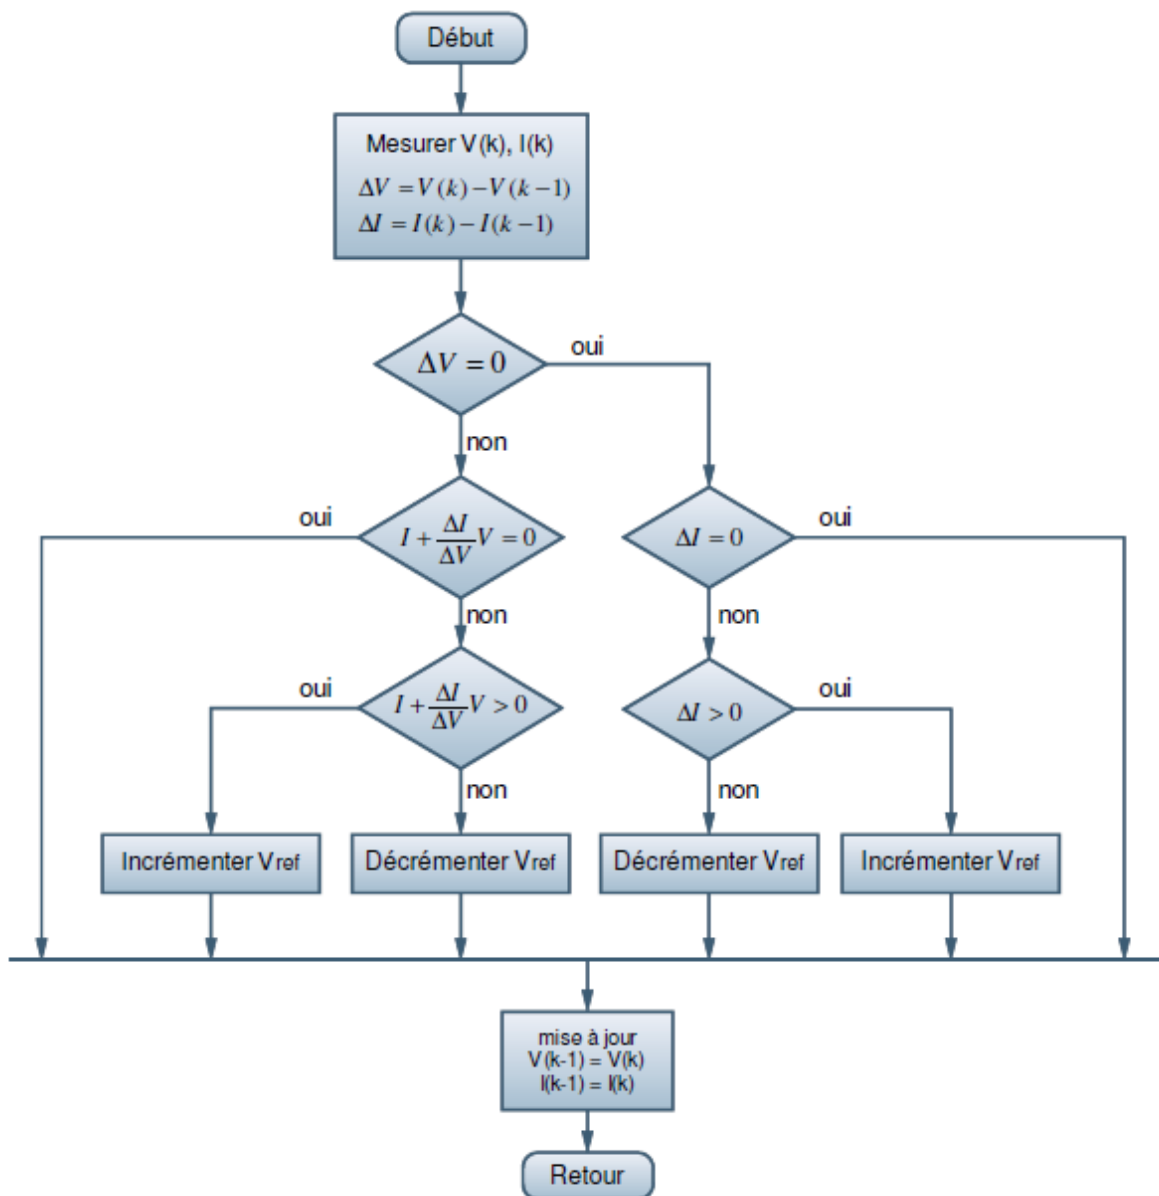 Début
Mesurer V(k), I(k)
ΔV = V(k) − V(k − 1)
ΔI = I(k) − I(k − 1)
ΔV = 0
oui
non
I + ΔI/ΔV V = 0
oui
ΔI = 0
oui
non
non
I + ΔI/ΔV V > 0
oui
ΔI > 0
oui
non
non
Incrémenter Vref
Décrémenter Vref
Décrémenter Vref
Incrémenter Vref
mise à jour
V(k-1) = V(k)
I(k-1) = I(k)
Retour